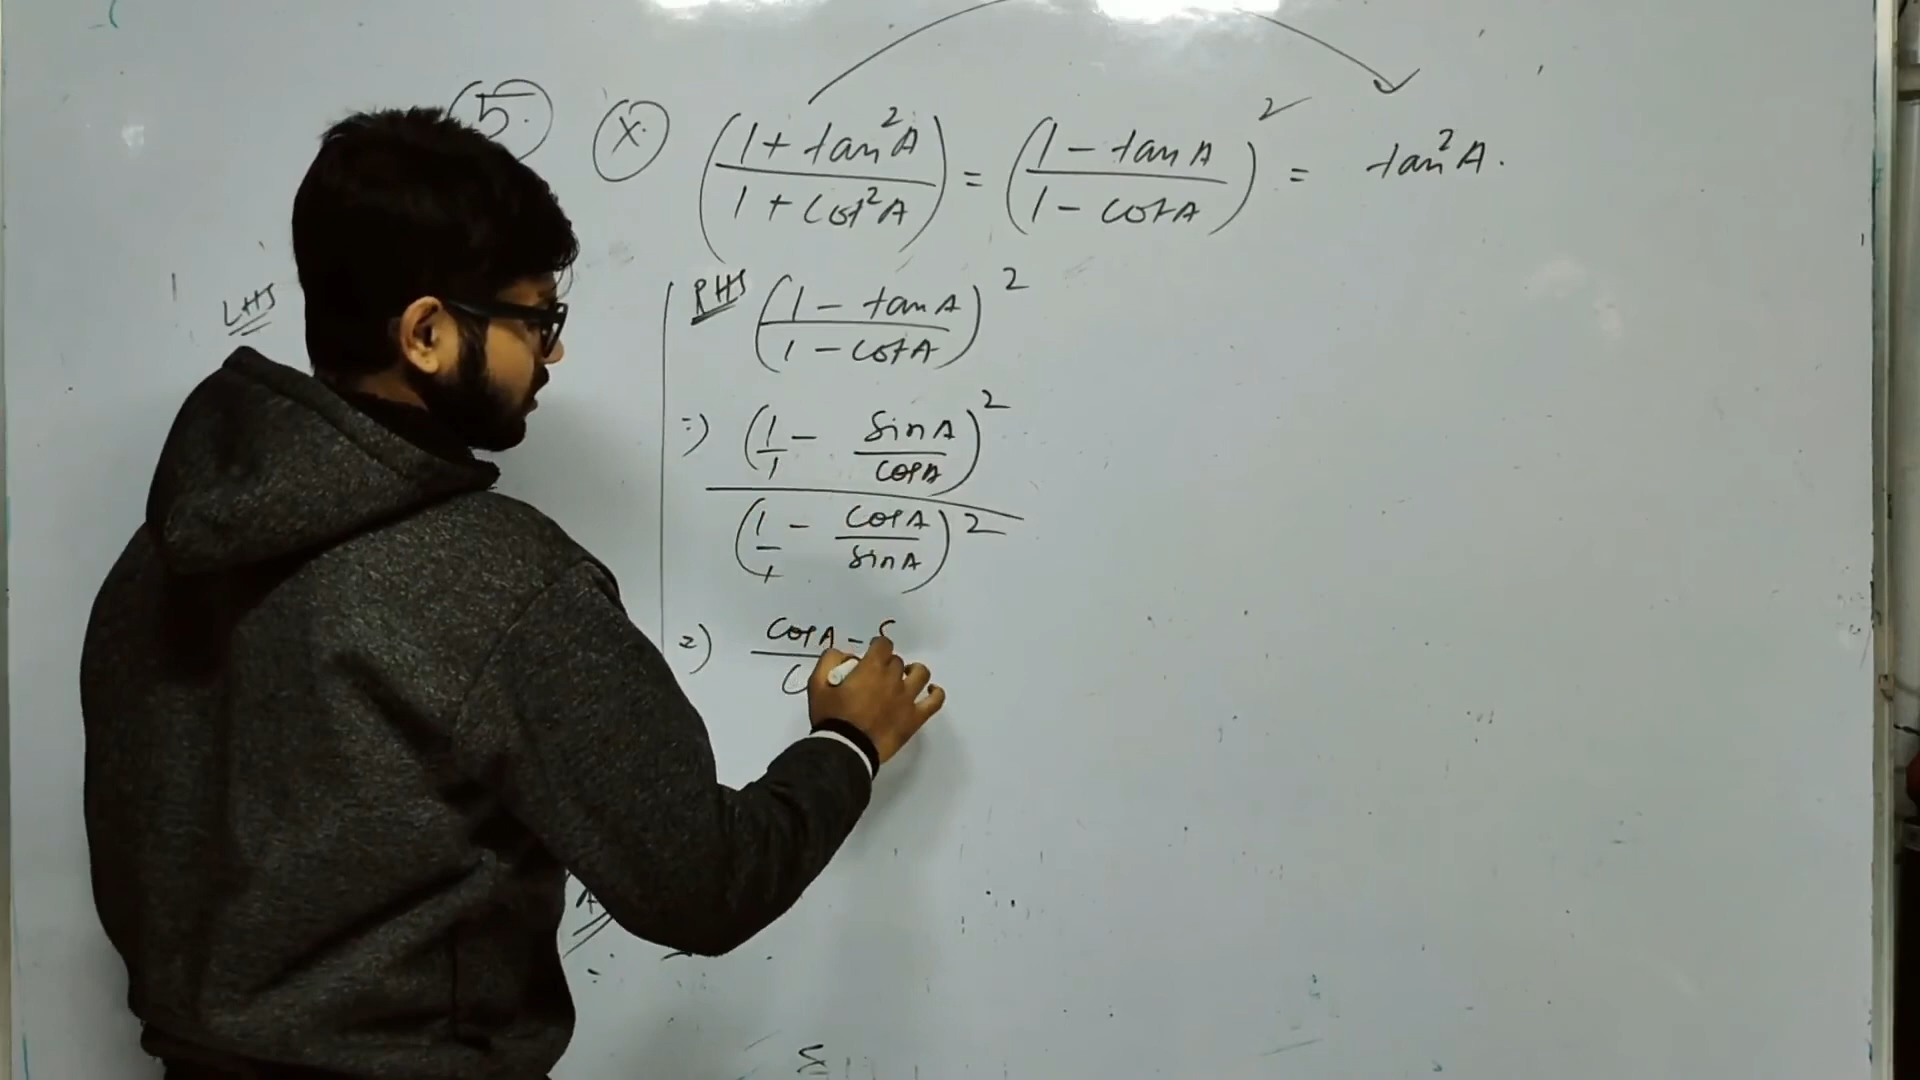 5. (x.) (1 + tan²A / 1 + cot²A) = (1 - tanA / 1 - cotA)² = tan²A.
LHS
RHS (1 - tanA / 1 - cotA)²
=) (1/1 - sinA/cosA)² / (1/1 - cosA/sinA)²
=) cosA - S / C